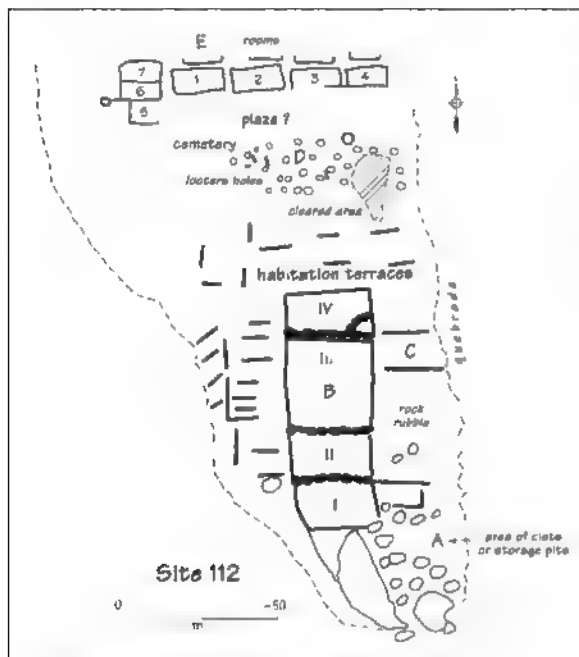 E rooms
7
6
5
1 2 3 4
plaza ?
cemetery
looters holes
cleared area
habitation terraces
IV
III
C
B
Quebrada
rock
rubble
II
I
A
area of cists
or storage pits
Site 112
0 50
m